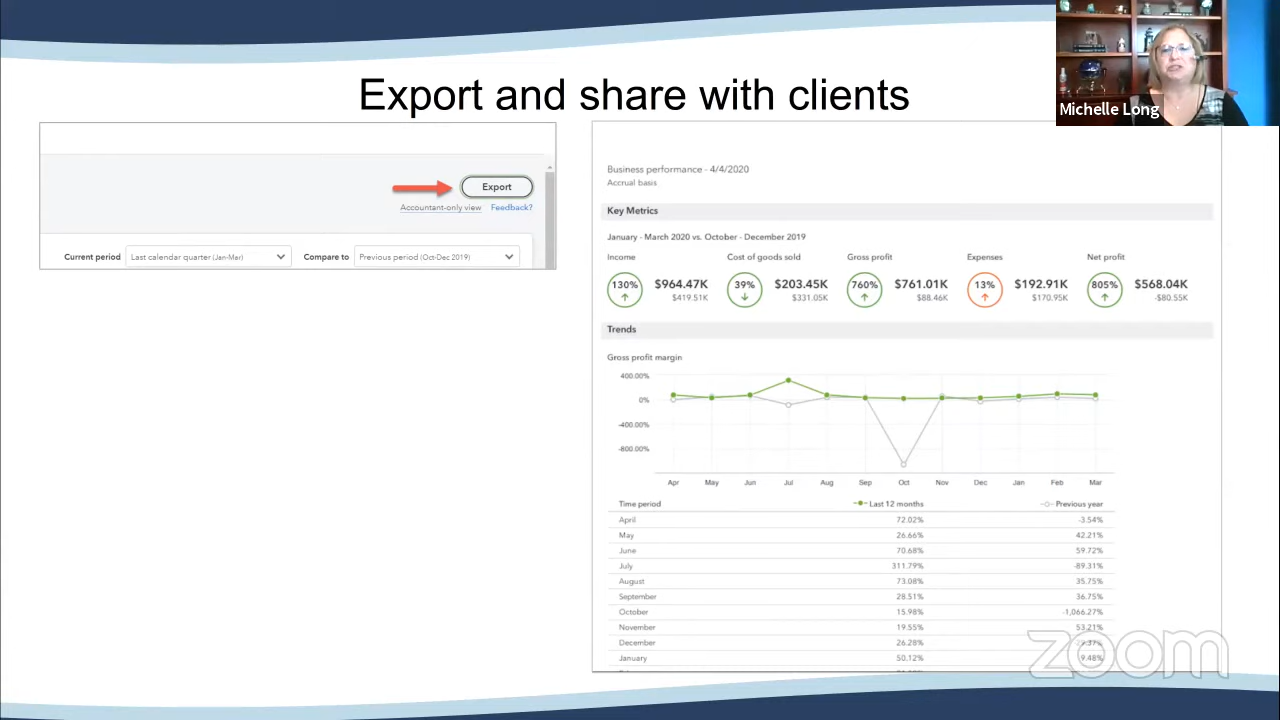 Export and share with clients
Michelle Long
Export
Accountant-only view Feedback?
Current period Last calendar quarter (Jan-Mar) Compare to Previous period (Oct-Dec 2019)
Business performance - 4/4/2020
Accrual basis
Key Metrics
January - March 2020 vs. October - December 2019
Income Cost of goods sold Gross profit Expenses Net profit
130% $964.47K 39% $203.45K 760% $761.01K 13% $192.91K 805% $568.04K
$419.51K $331.05K $88.46K $170.95K -$80.55K
Trends
Gross profit margin
400.00%
0%
-400.00%
-800.00%
Apr May Jun Jul Aug Sep Oct Nov Dec Jan Feb Mar
Time period Last 12 months Previous year
April 72.02% -3.54%
May 26.66% 42.21%
June 70.68% 59.72%
July 311.79% -89.31%
August 73.08% 35.75%
September 28.51% 36.75%
October 15.98% -1,066.27%
November 19.55% 53.21%
December 26.28%
January 50.12%
zoom